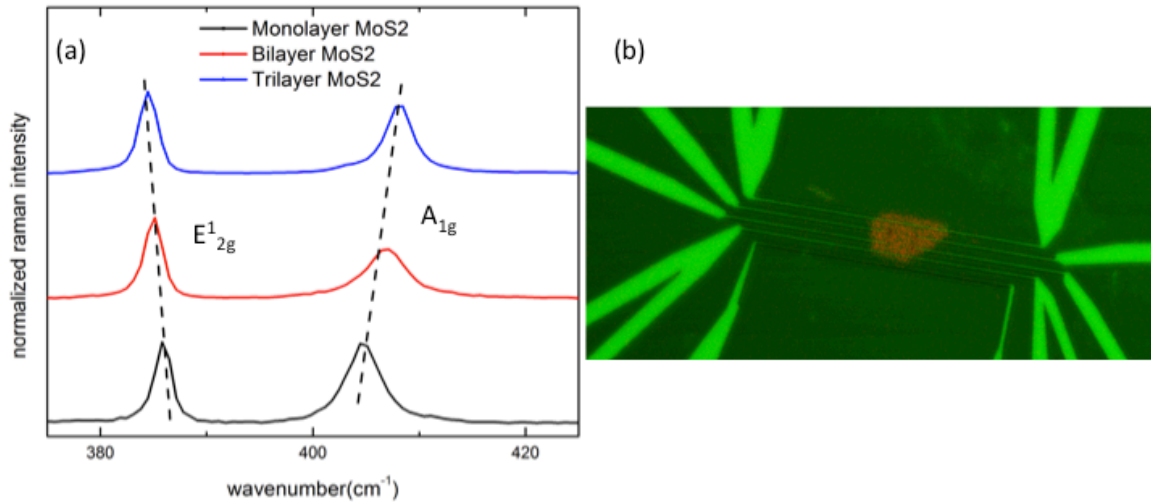 (a)
Monolayer MoS2
Bilayer MoS2
Trilayer MoS2
(b)
normalized raman intensity
E¹2g
A1g
380
400
420
wavenumber(cm⁻¹)